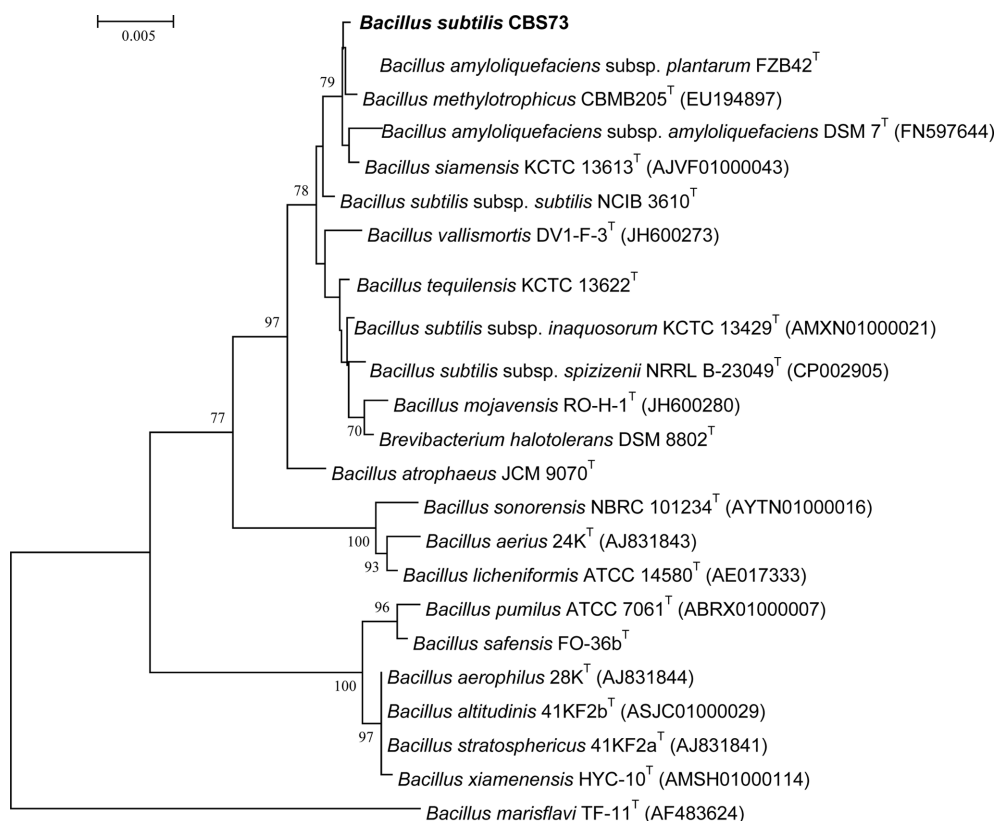 0.005
Bacillus subtilis CBS73
Bacillus amyloliquefaciens subsp. plantarum FZB42T
79
Bacillus methylotrophicus CBMB205T (EU194897)
Bacillus amyloliquefaciens subsp. amyloliquefaciens DSM 7T (FN597644)
Bacillus siamensis KCTC 13613T (AJVF01000043)
78
Bacillus subtilis subsp. subtilis NCIB 3610T
Bacillus vallismortis DV1-F-3T (JH600273)
Bacillus tequilensis KCTC 13622T
97
Bacillus subtilis subsp. inaquosorum KCTC 13429T (AMXN01000021)
Bacillus subtilis subsp. spizizenii NRRL B-23049T (CP002905)
Bacillus mojavensis RO-H-1T (JH600280)
77
70
Brevibacterium halotolerans DSM 8802T
Bacillus atrophaeus JCM 9070T
Bacillus sonorensis NBRC 101234T (AYTN01000016)
100
Bacillus aerius 24KT (AJ831843)
93
Bacillus licheniformis ATCC 14580T (AE017333)
96
Bacillus pumilus ATCC 7061T (ABRX01000007)
Bacillus safensis FO-36bT
100
Bacillus aerophilus 28KT (AJ831844)
Bacillus altitudinis 41KF2bT (ASJC01000029)
97
Bacillus stratosphericus 41KF2aT (AJ831841)
Bacillus xiamenensis HYC-10T (AMSH01000114)
Bacillus marisflavi TF-11T (AF483624)